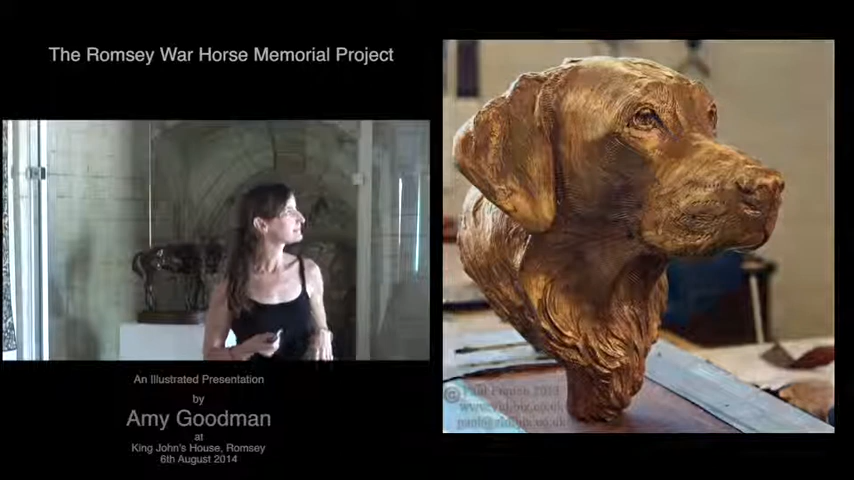 The Romsey War Horse Memorial Project
An Illustrated Presentation
by
Amy Goodman
at
King John's House, Romsey
6th August 2014